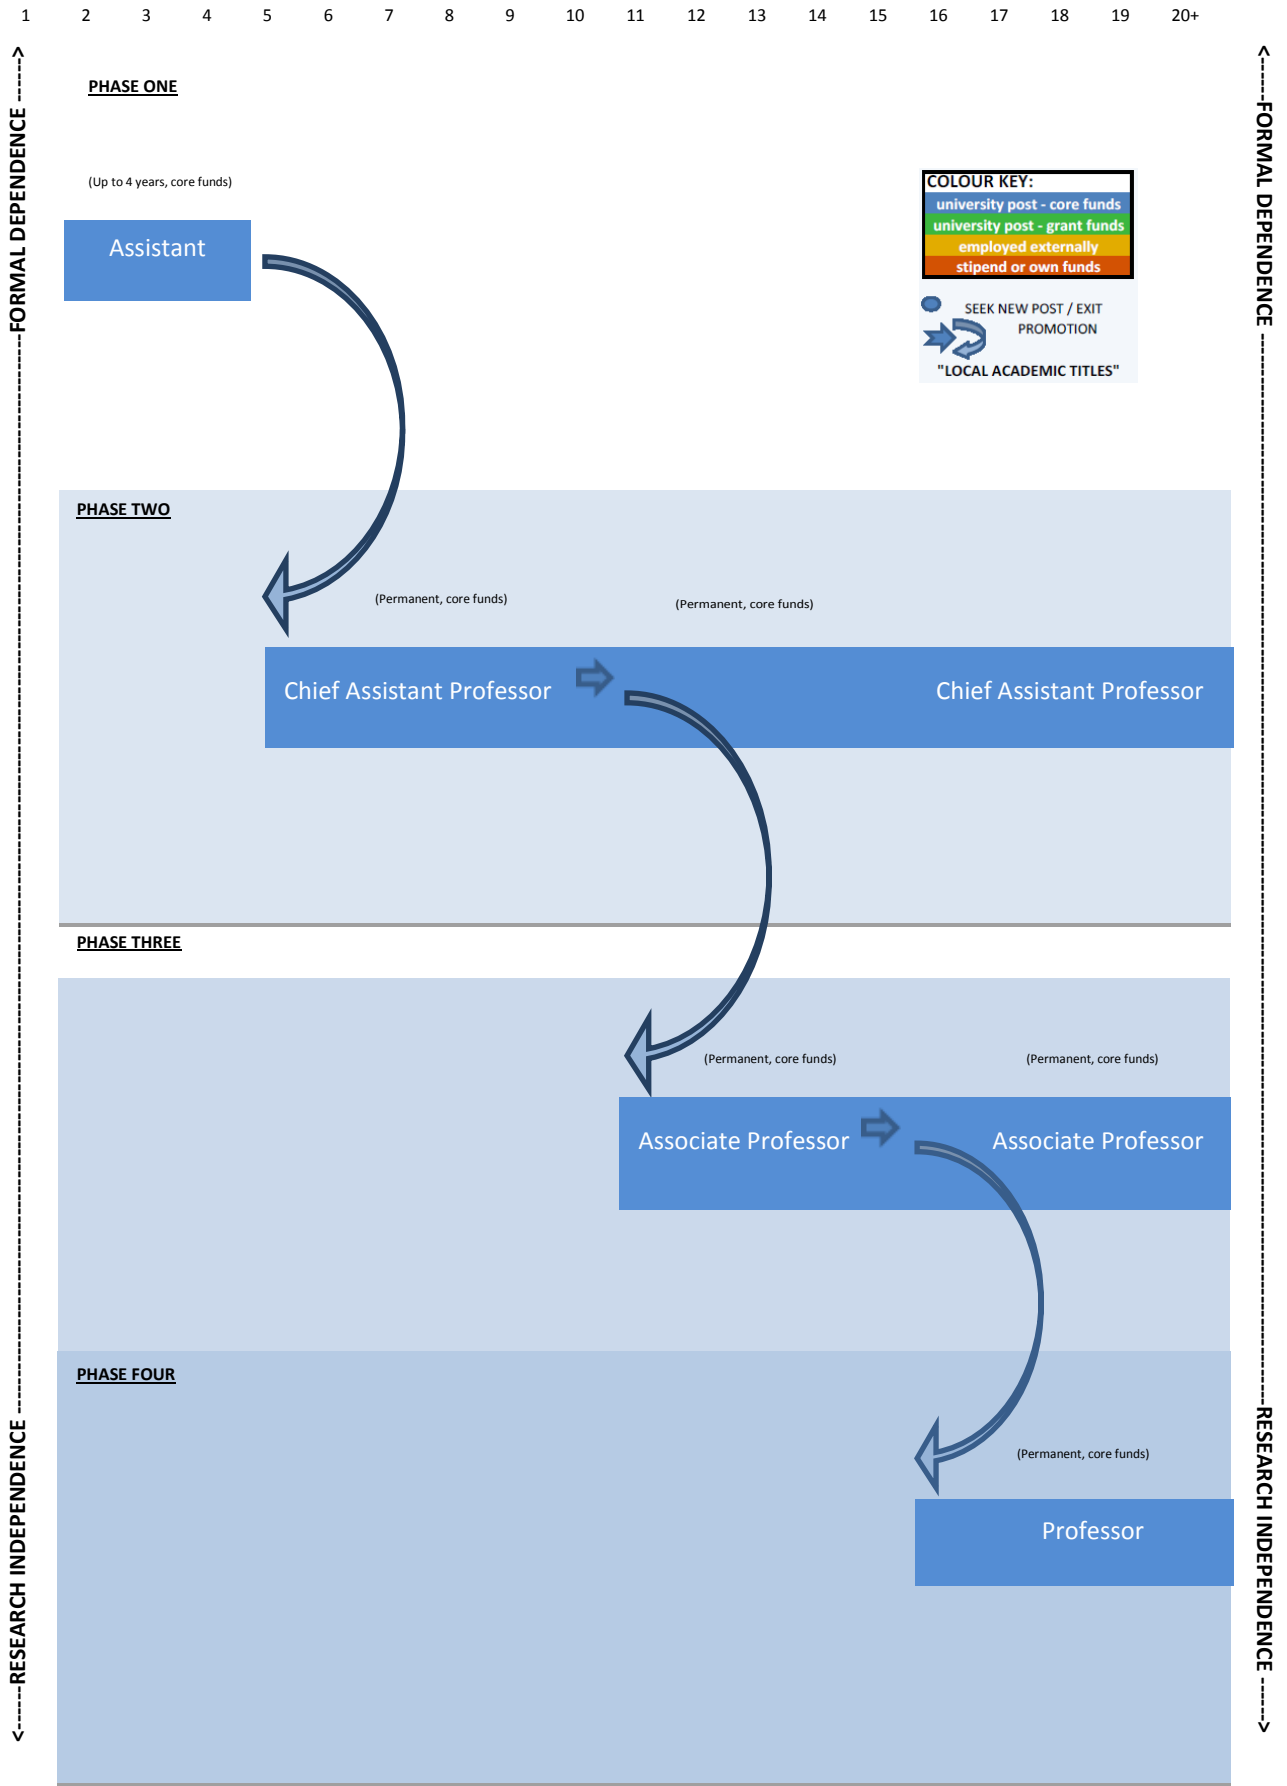 1 2 3 4 5 6 7 8 9 10 11 12 13 14 15 16 17 18 19 20+
<------FORMAL DEPENDENCE ------
------RESEARCH INDEPENDENCE ------>
PHASE ONE
(Up to 4 years, core funds)
Assistant
COLOUR KEY:
university post - core funds
university post - grant funds
employed externally
stipend or own funds
SEEK NEW POST / EXIT
PROMOTION
"LOCAL ACADEMIC TITLES"
PHASE TWO
(Permanent, core funds) (Permanent, core funds)
Chief Assistant Professor Chief Assistant Professor
PHASE THREE
(Permanent, core funds) (Permanent, core funds)
Associate Professor Associate Professor
PHASE FOUR
(Permanent, core funds)
Professor
<------FORMAL DEPENDENCE ------
------RESEARCH INDEPENDENCE ------>